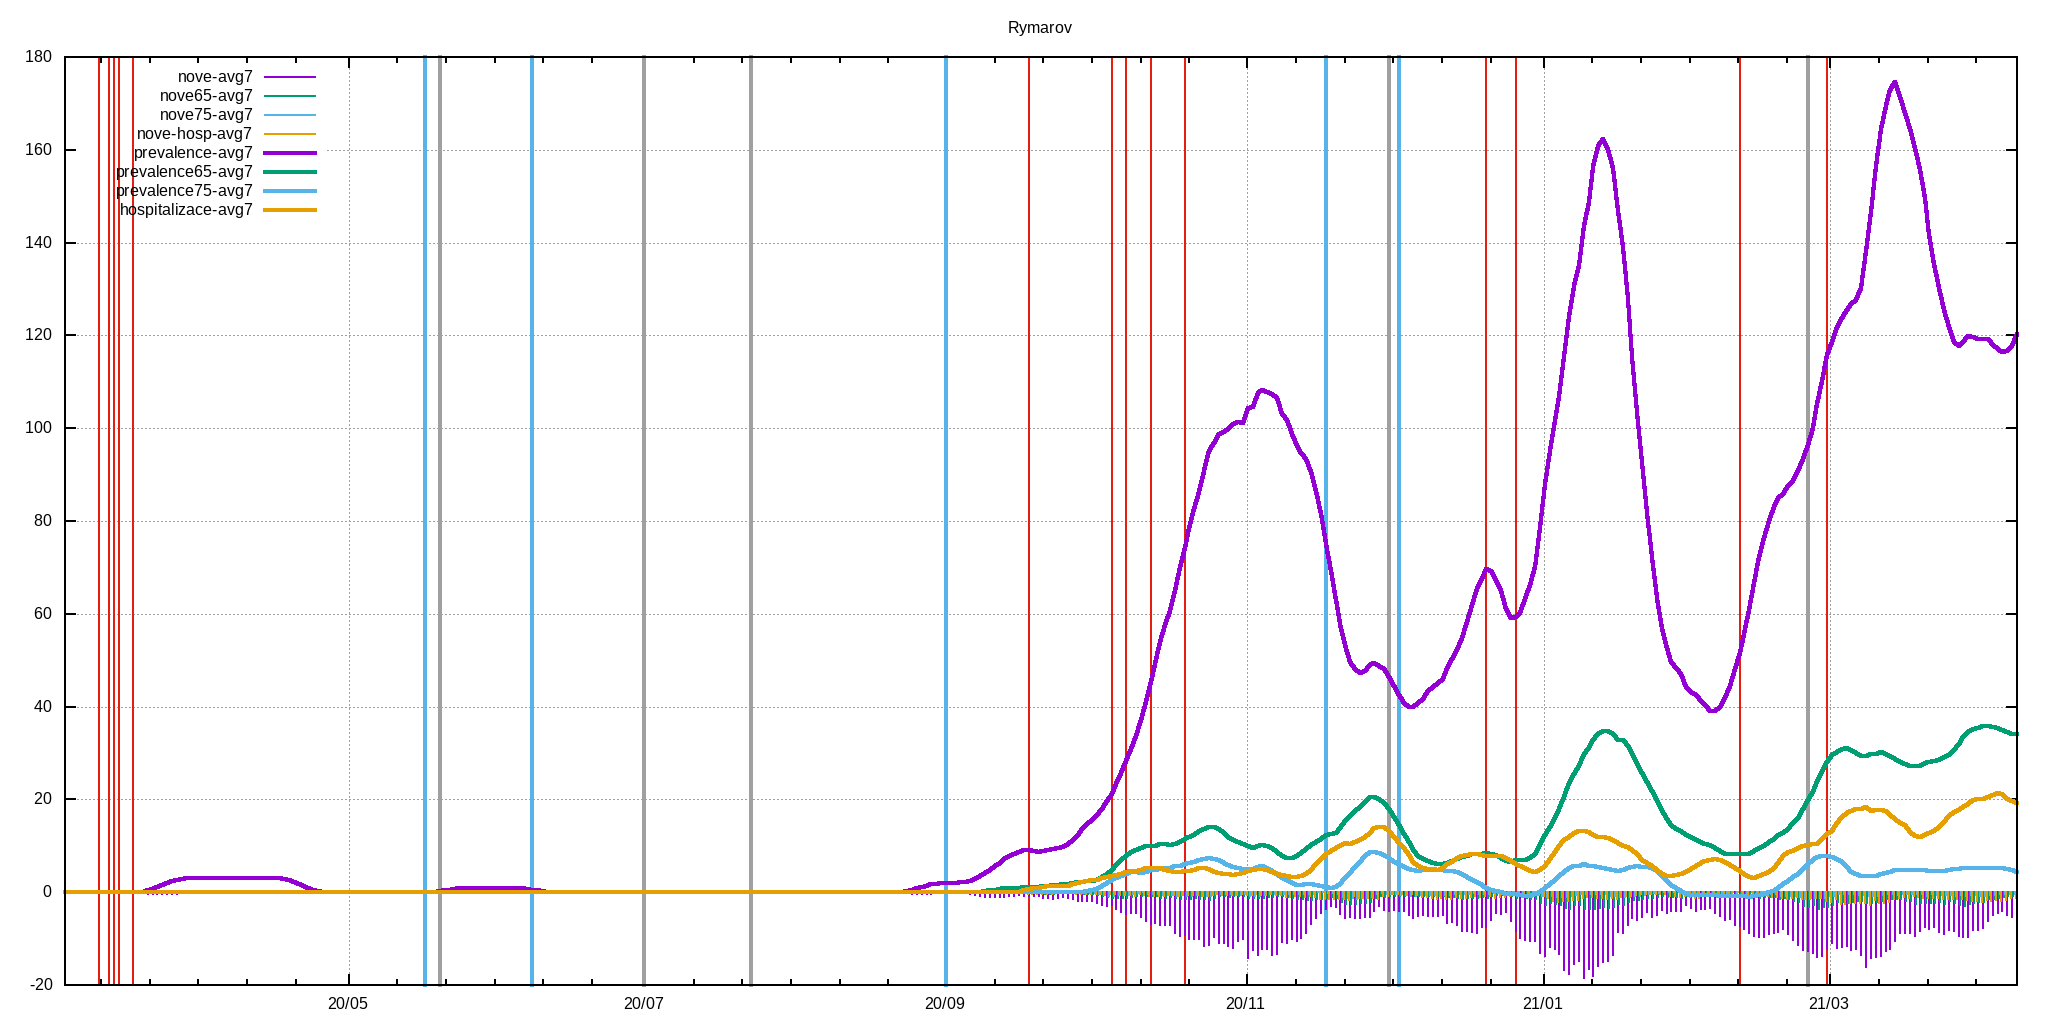 Rymarov
180
160
140
120
100
80
60
40
20
0
-20
nove-avg7
nove65-avg7
nove75-avg7
nove-hosp-avg7
prevalence-avg7
prevalence65-avg7
prevalence75-avg7
hospitalizace-avg7
20/05 20/07 20/09 20/11 21/01 21/03